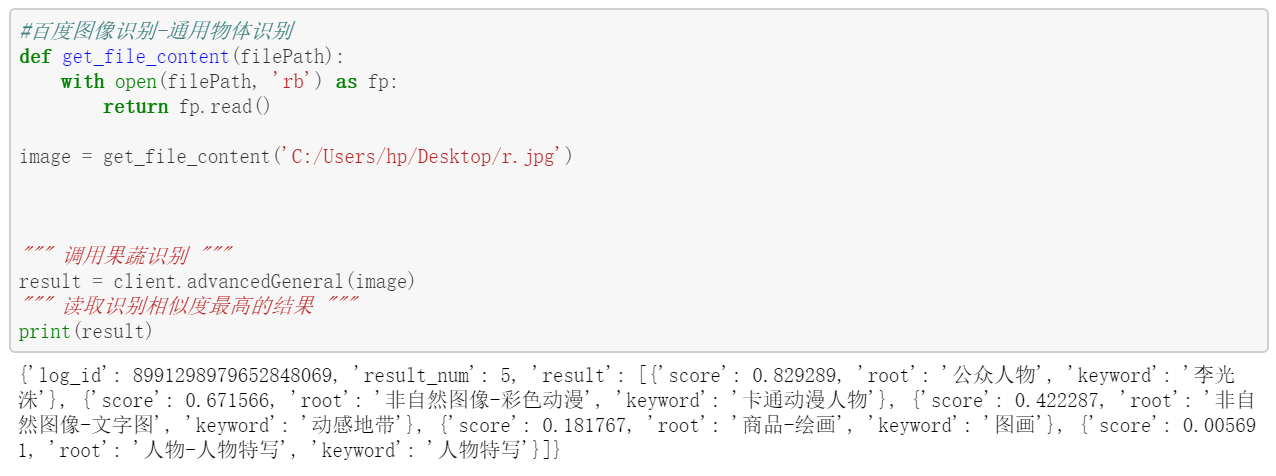 #百度图像识别-通用物体识别
def get_file_content(filePath):
    with open(filePath, 'rb') as fp:
        return fp.read()
image = get_file_content('C:/Users/hp/Desktop/r.jpg')
""" 调用果蔬识别 """
result = client.advancedGeneral(image)
""" 读取识别相似度最高的结果 """
print(result)
{'log_id': 8991298979652848069, 'result_num': 5, 'result': [{'score': 0.829289, 'root': '公众人物', 'keyword': '李光
洙'}, {'score': 0.671566, 'root': '非自然图像-彩色动漫', 'keyword': '卡通动漫人物'}, {'score': 0.422287, 'root': '非自
然图像-文字图', 'keyword': '动感地带'}, {'score': 0.181767, 'root': '商品-绘画', 'keyword': '图画'}, {'score': 0.00569
1, 'root': '人物-人物特写', 'keyword': '人物特写'}]}